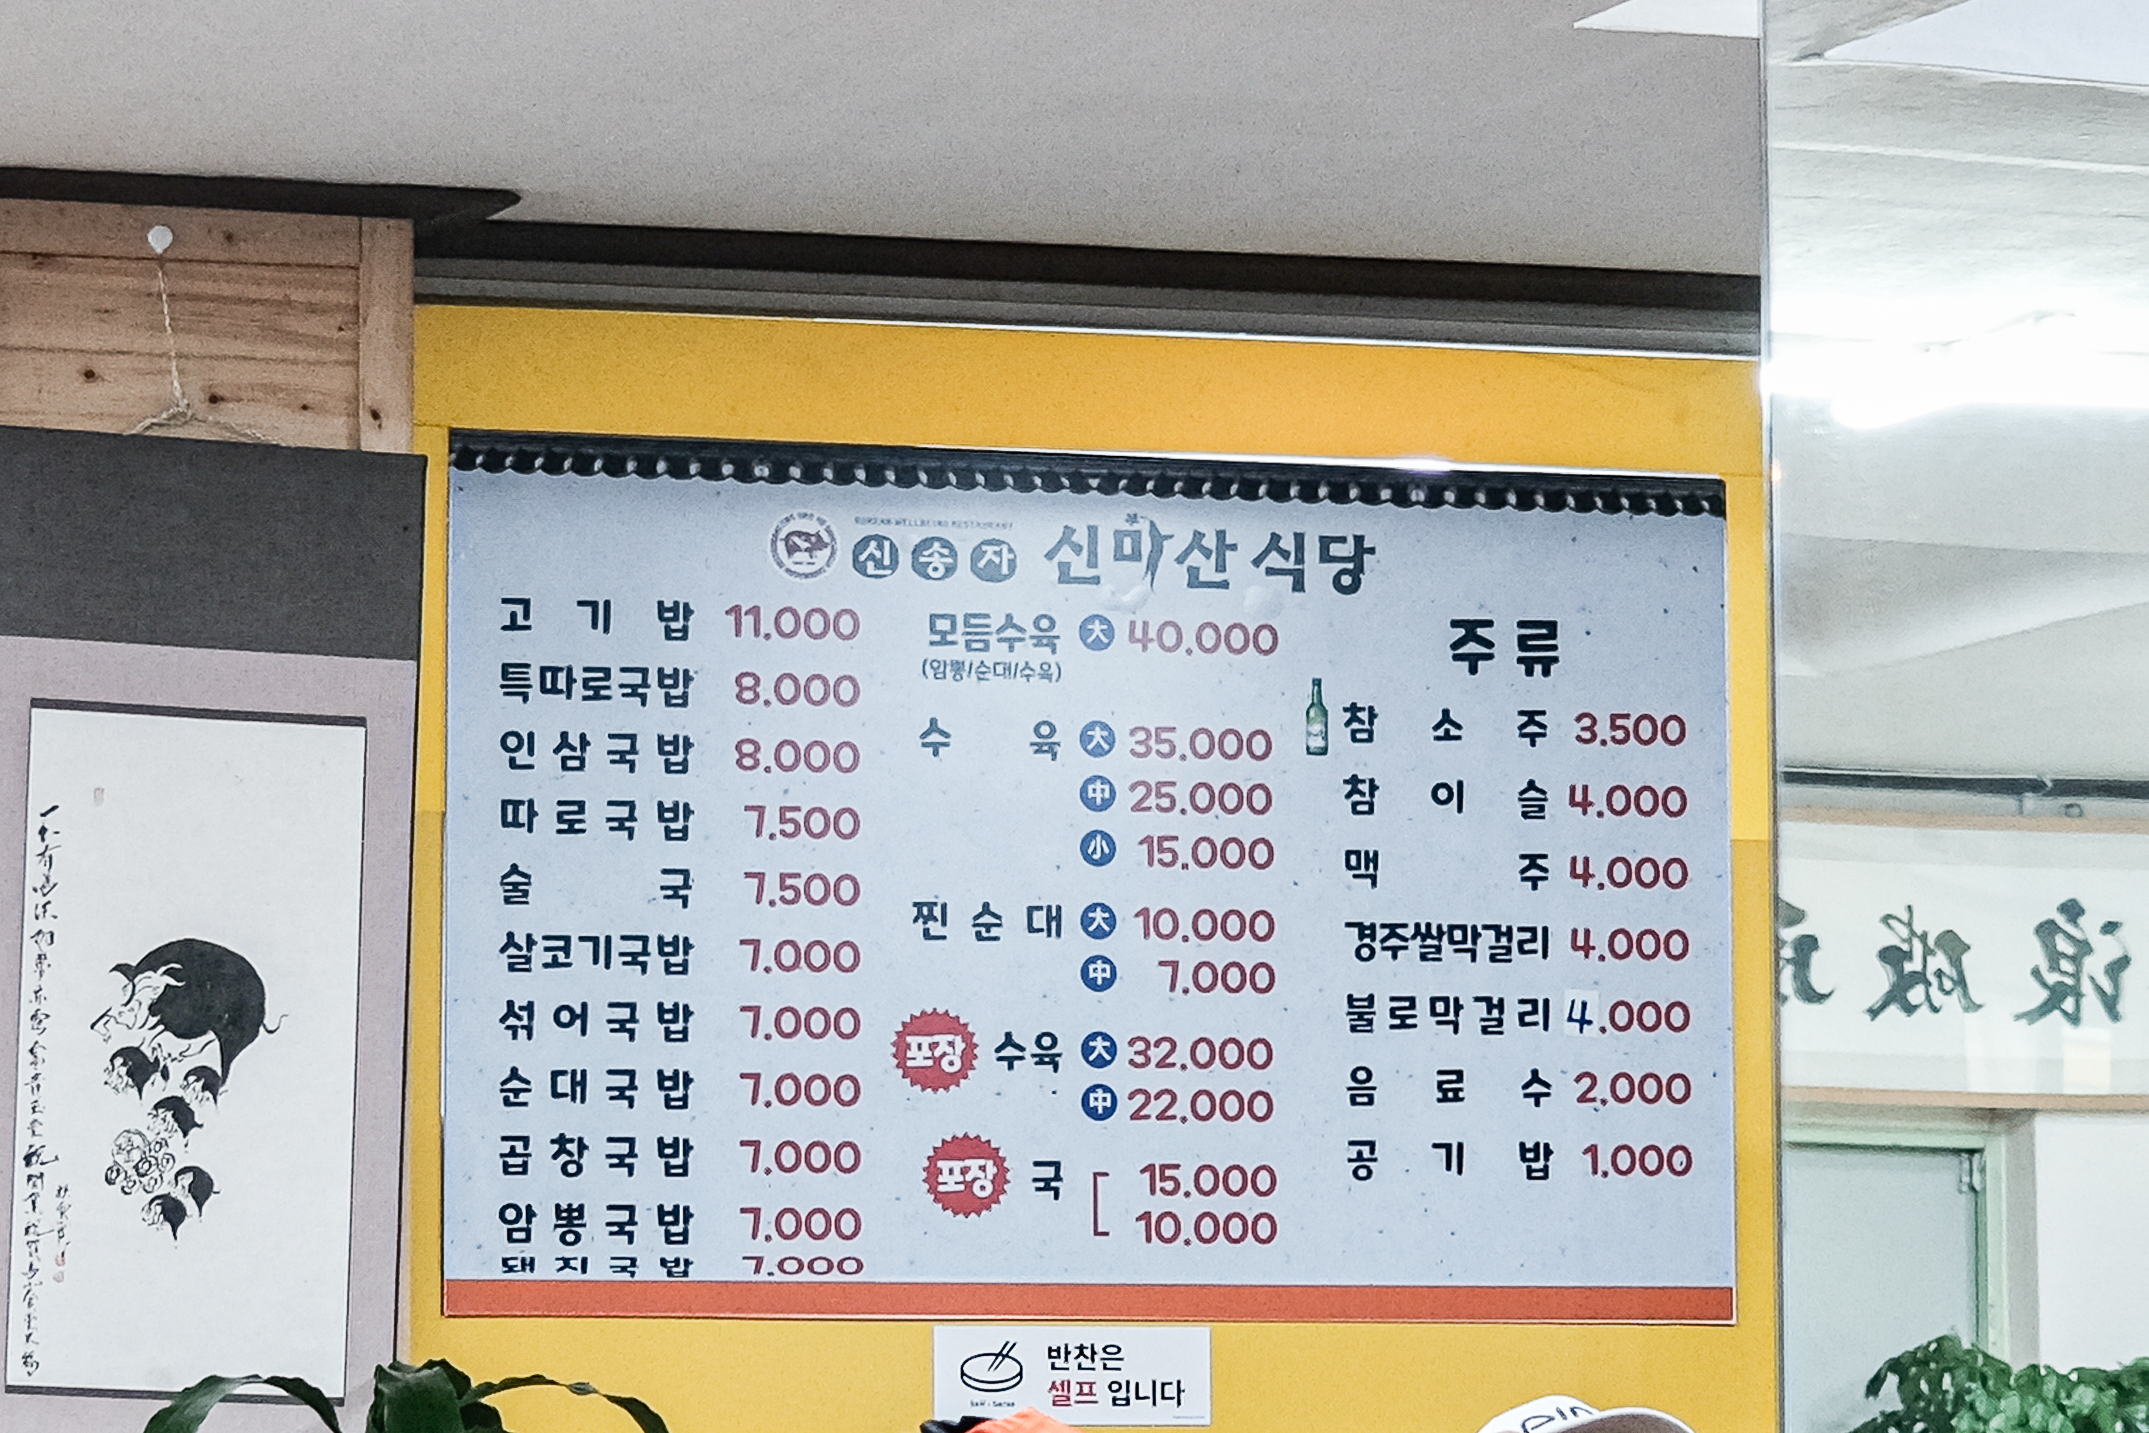 KOREAN WELLBEING RESTAURANT
신송자 신마산식당
고기밥 11.000
특따로국밥 8.000
인삼국밥 8.000
따로국밥 7.500
술국 7.500
살코기국밥 7.000
섞어국밥 7.000
순대국밥 7.000
곱창국밥 7.000
암뽕국밥 7.000
돼지국밥 7.000
모듬수육 大 40.000
(암뽕/순대/수육)
수육 大 35.000
中 25.000
小 15.000
찐순대 大 10.000
中 7.000
포장 수육 大 32.000
中 22.000
포장 국 15.000
10.000
주류
참소주 3.500
참이슬 4.000
맥주 4.000
경주쌀막걸리 4.000
불로막걸리 4.000
음료수 2.000
공기밥 1.000
반찬은
셀프 입니다